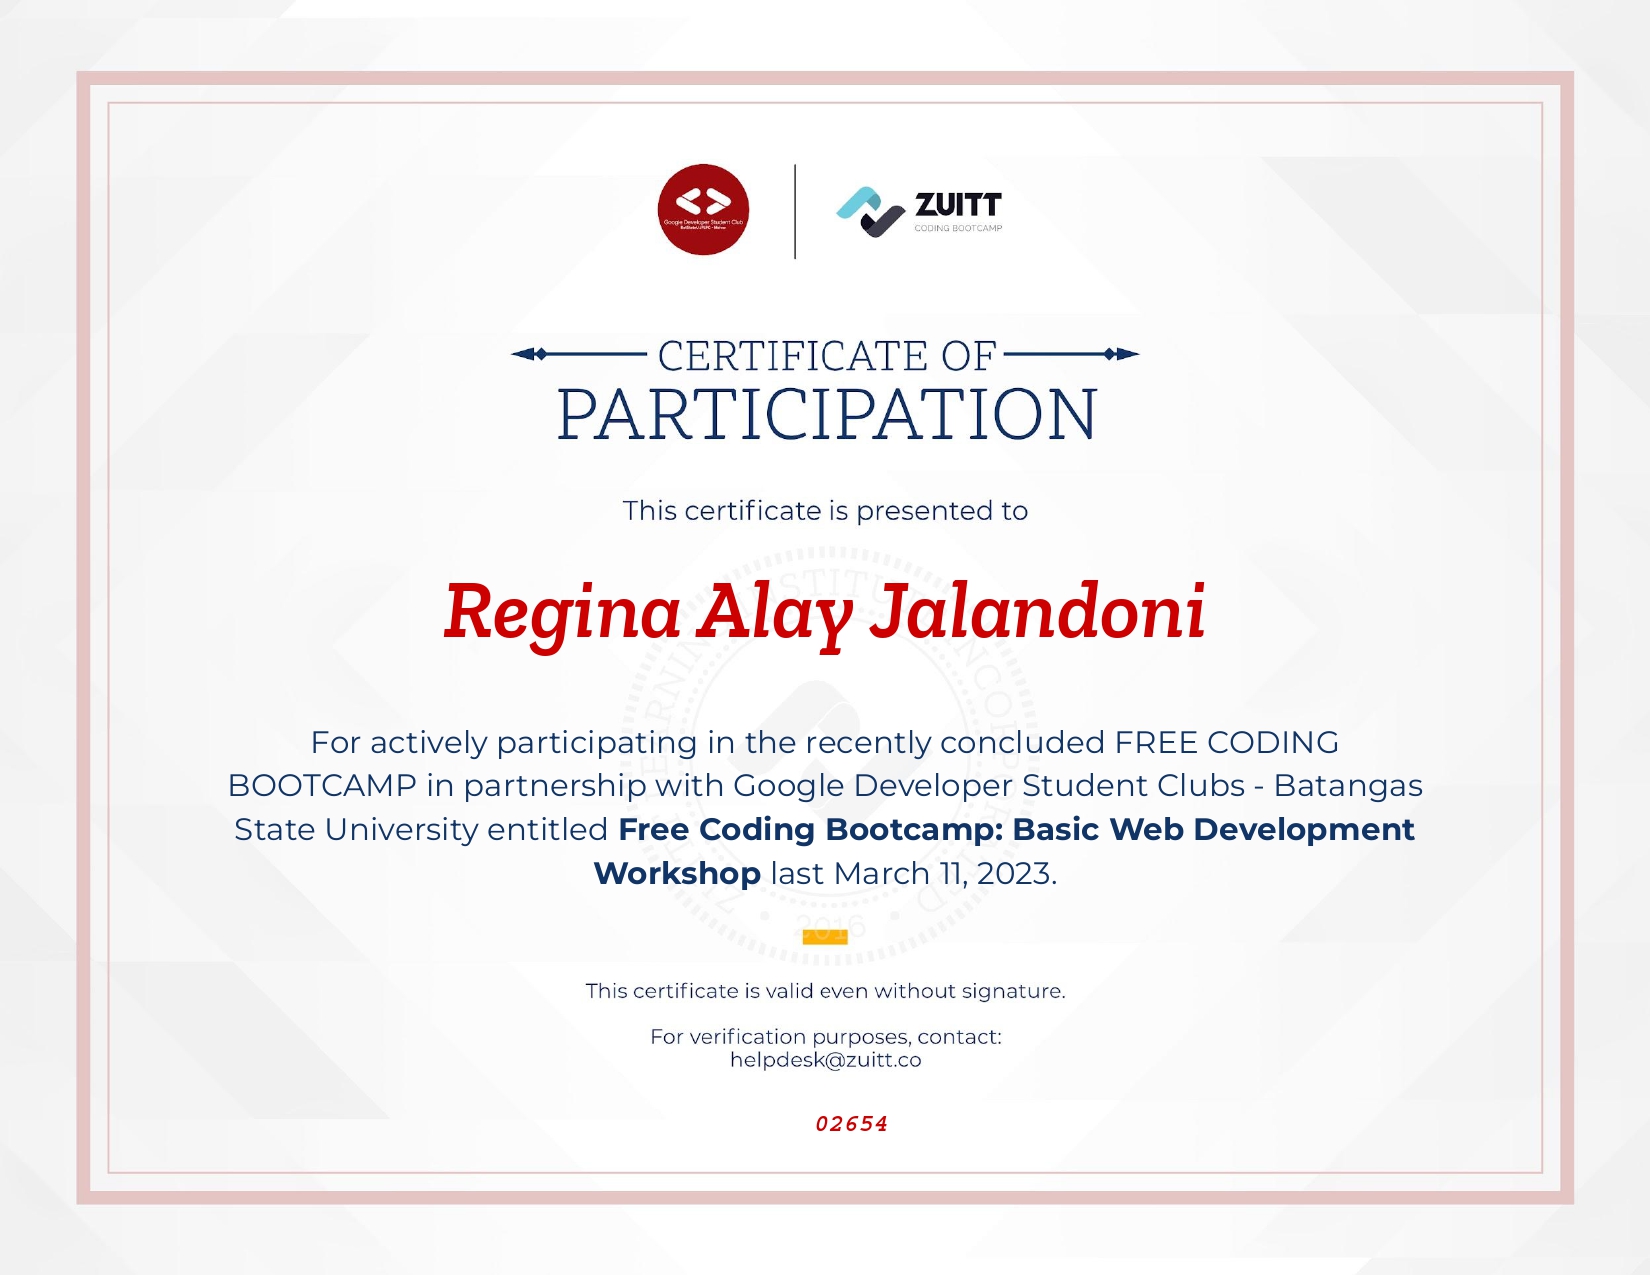 Google Developer Student Club
ZUITT
CODING BOOTCAMP
CERTIFICATE OF
PARTICIPATION
This certificate is presented to
Regina Alay Jalandoni
For actively participating in the recently concluded FREE CODING
BOOTCAMP in partnership with Google Developer Student Clubs - Batangas
State University entitled Free Coding Bootcamp: Basic Web Development
Workshop last March 11, 2023.
2016
This certificate is valid even without signature.
For verification purposes, contact:
helpdesk@zuitt.co
02654